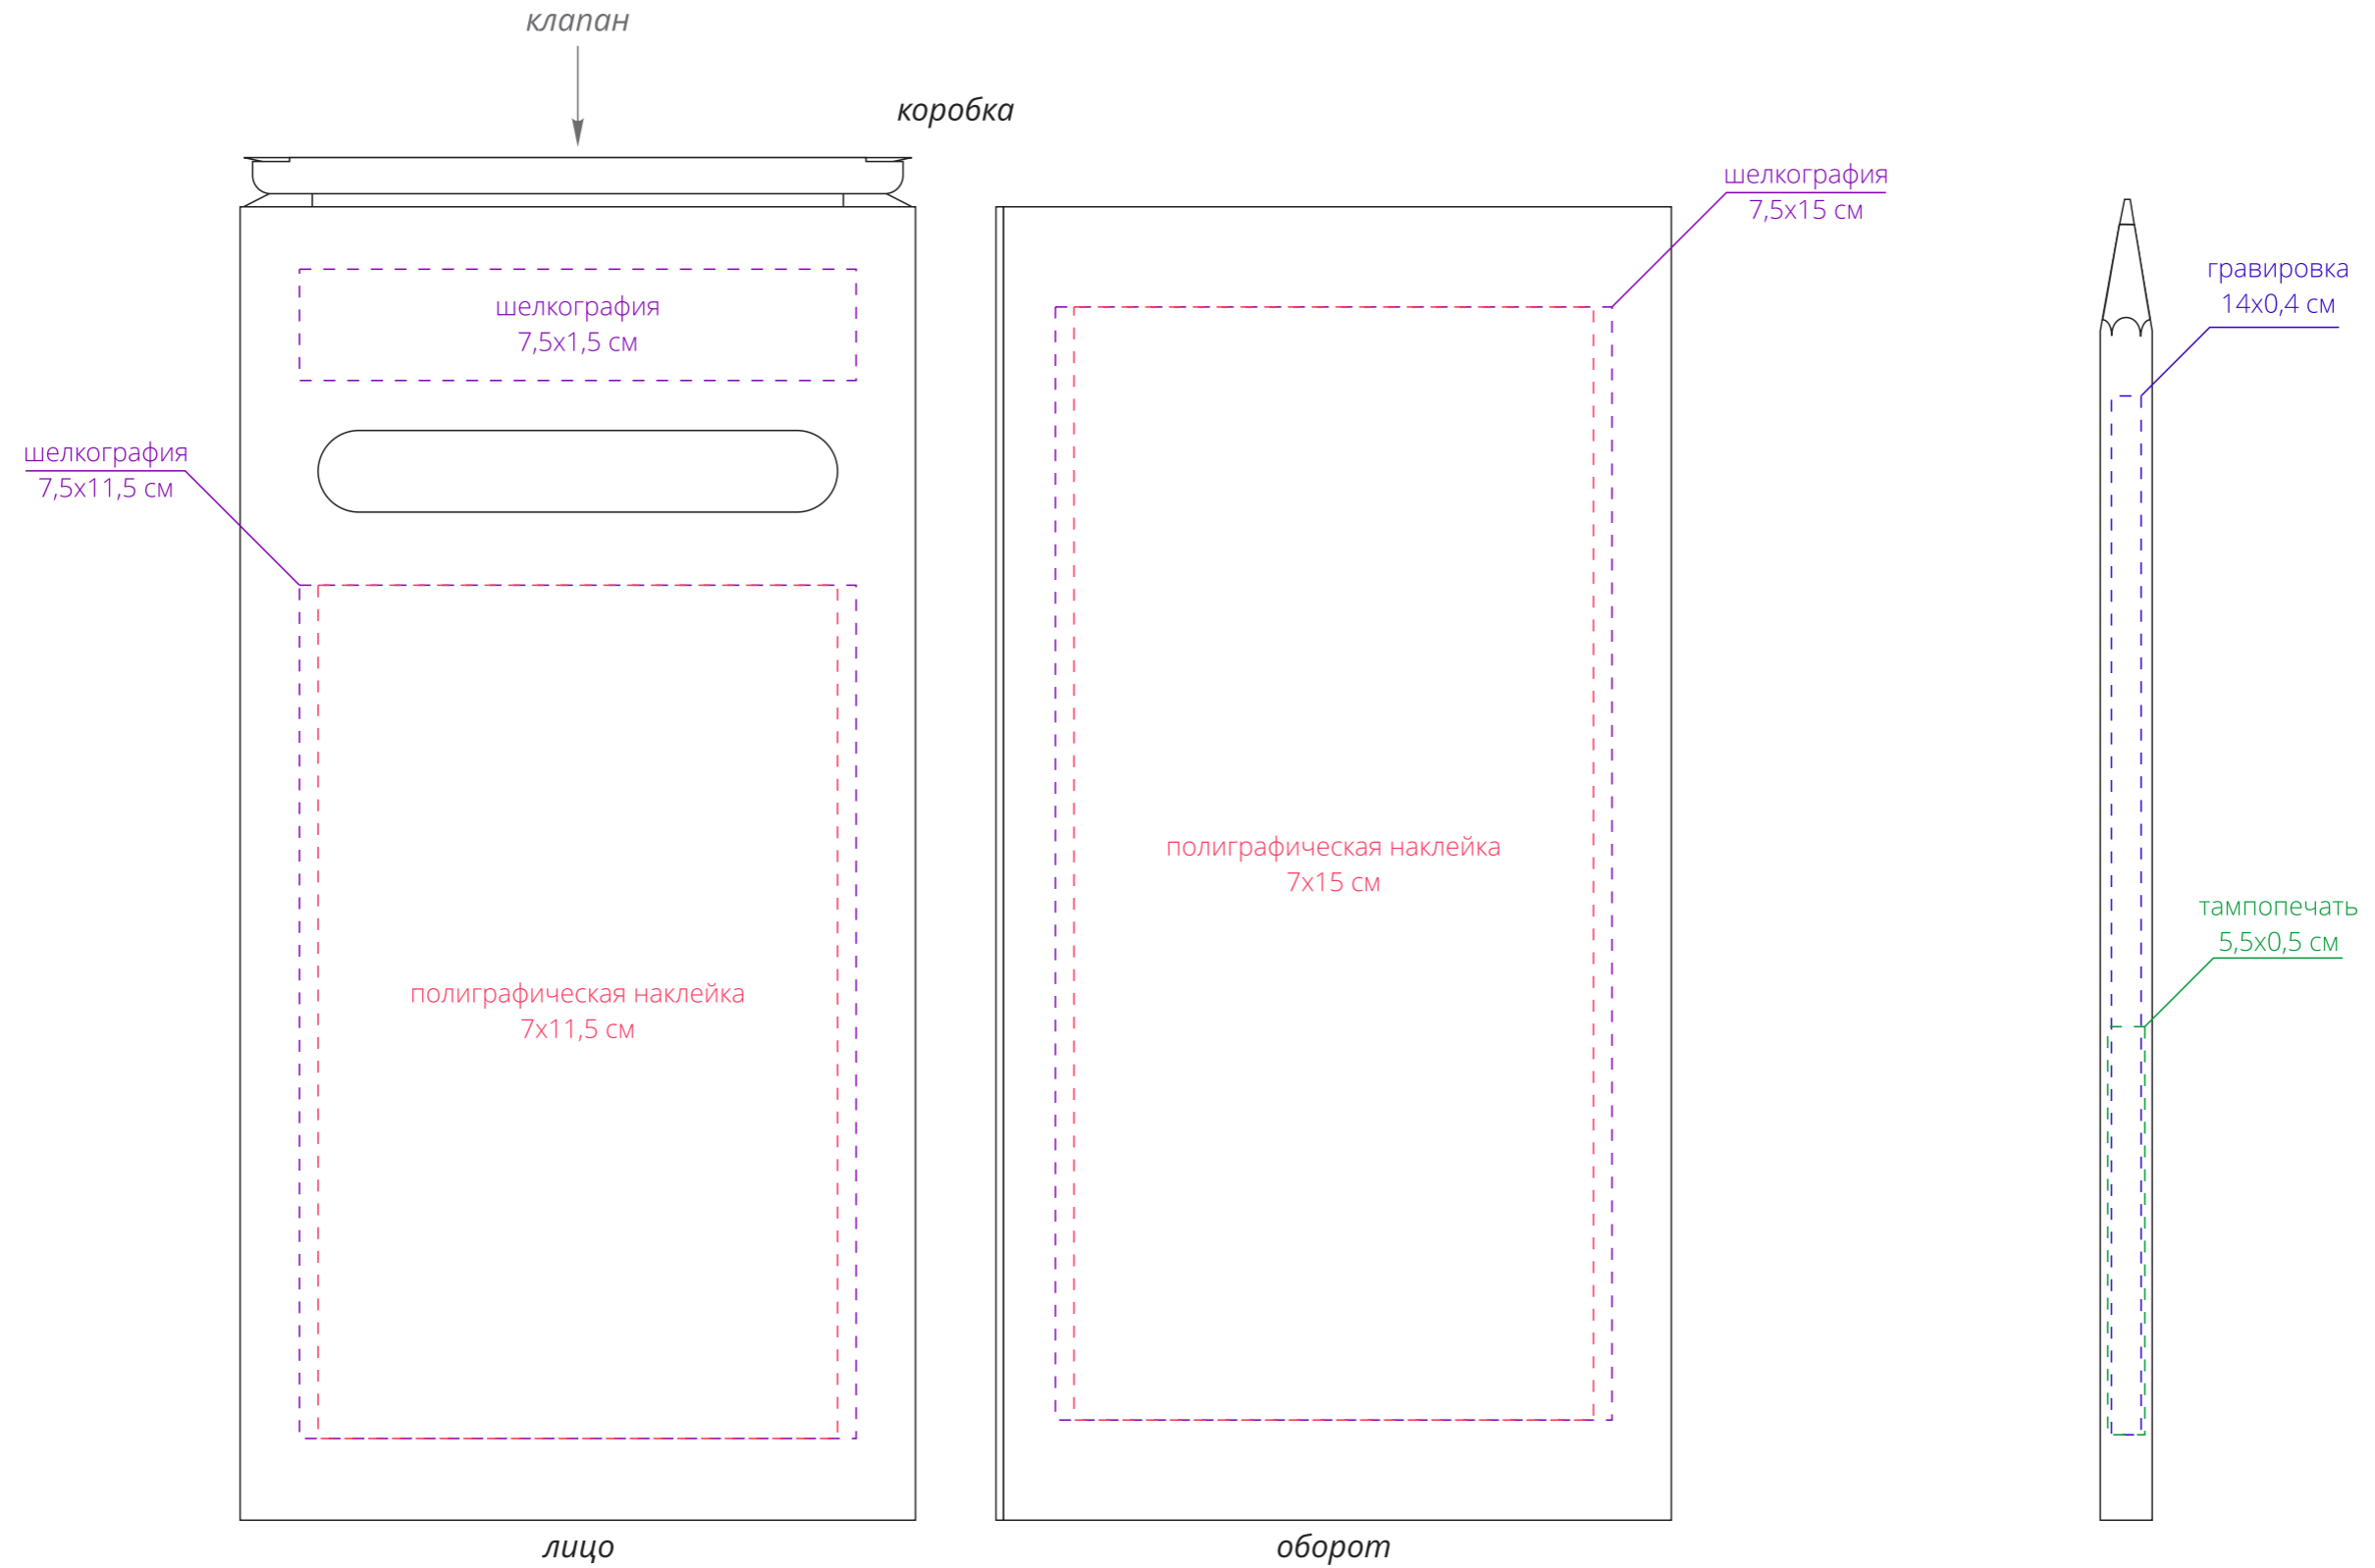 клапан
коробка
шелкография
7,5х15 см
гравировка
14х0,4 см
шелкография
7,5х1,5 см
шелкография
7,5х11,5 см
полиграфическая наклейка
7х15 см
тампопечать
5,5х0,5 см
полиграфическая наклейка
7х11,5 см
лицо
оборот